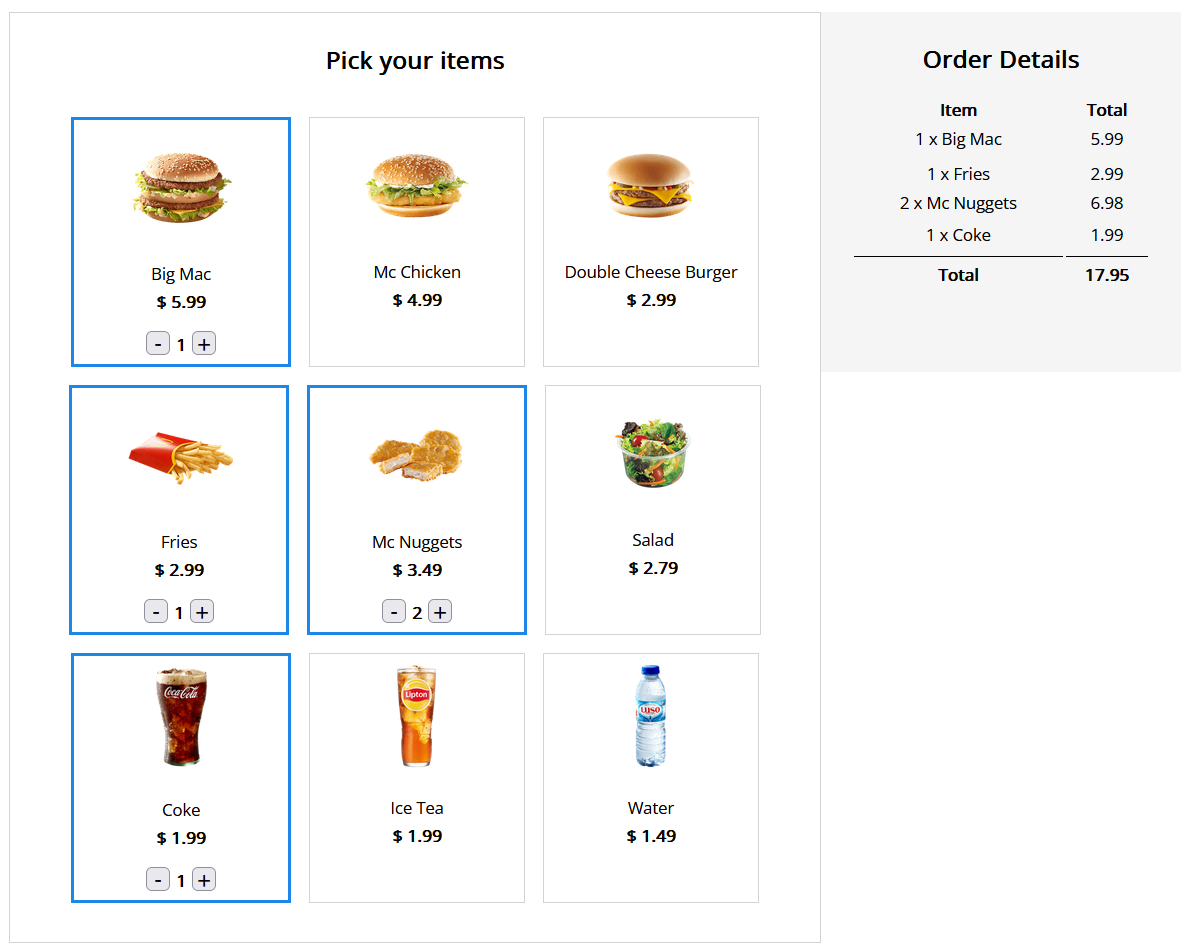 Pick your items
Big Mac
$ 5.99
- 1 +
Mc Chicken
$ 4.99
Double Cheese Burger
$ 2.99
Fries
$ 2.99
- 1 +
Mc Nuggets
$ 3.49
- 2 +
Salad
$ 2.79
Coca-Cola
Coke
$ 1.99
- 1 +
Lipton
Ice Tea
$ 1.99
LUSO
Water
$ 1.49
Order Details
Item Total
1 x Big Mac 5.99
1 x Fries 2.99
2 x Mc Nuggets 6.98
1 x Coke 1.99
Total 17.95